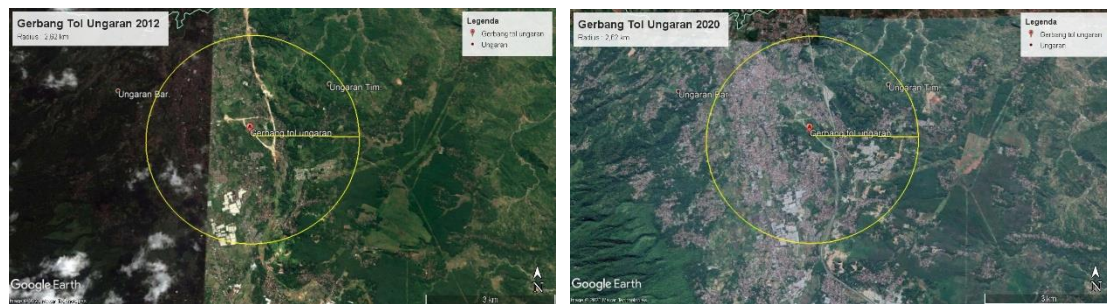 Gerbang Tol Ungaran 2012
Radius : 2,62 km
Legenda
Gerbang tol ungaran
Ungaran
Ungaran Bar.
Ungaran Tim.
Gerbang tol ungaran
Google Earth
3 km
N
Gerbang Tol Ungaran 2020
Radius : 2,62 km
Legenda
Gerbang tol ungaran
Ungaran
Ungaran Bar.
Ungaran Tim.
Gerbang tol ungaran
Google Earth
3 km
N